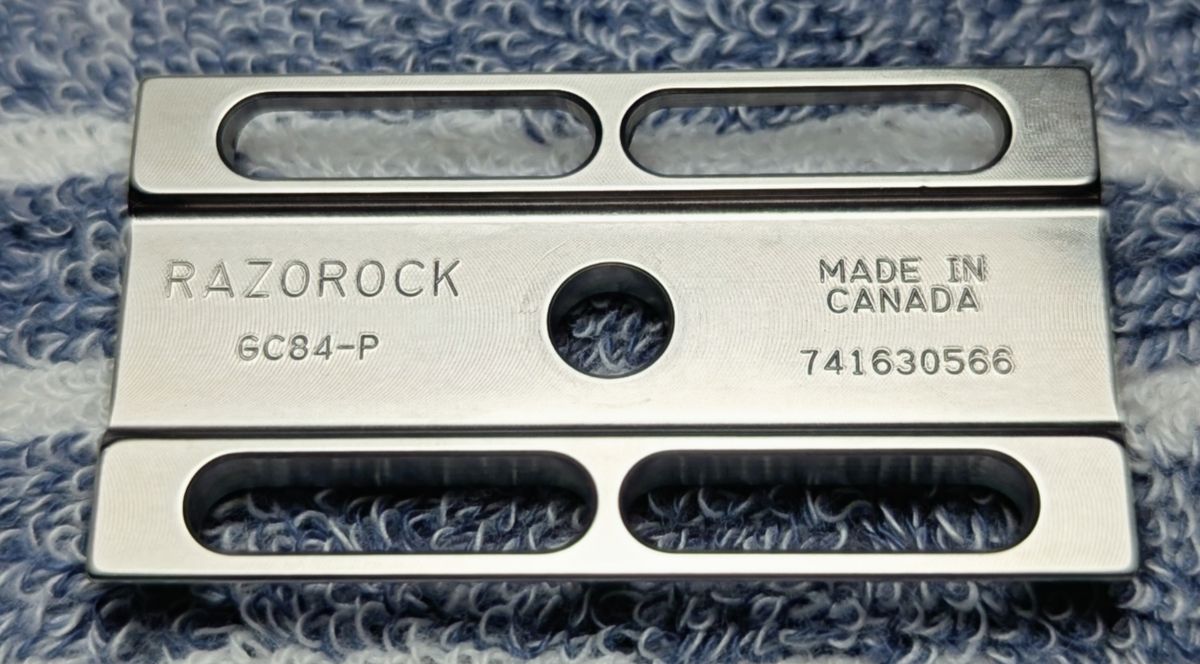 RAZOROCK
GC84-P
MADE IN
CANADA
741630566